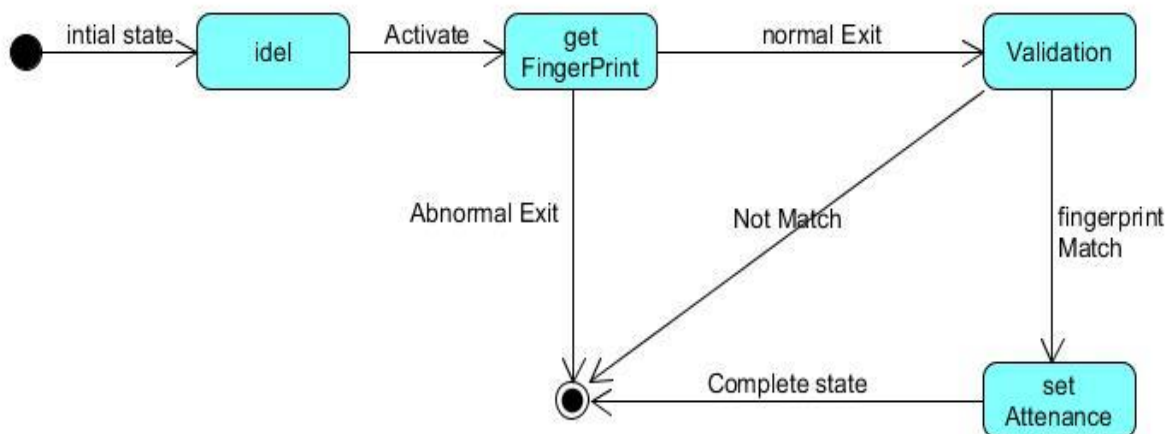 intial state
idel
Activate
get
FingerPrint
normal Exit
Validation
Abnormal Exit
Not Match
fingerprint
Match
Complete state
set
Attenance